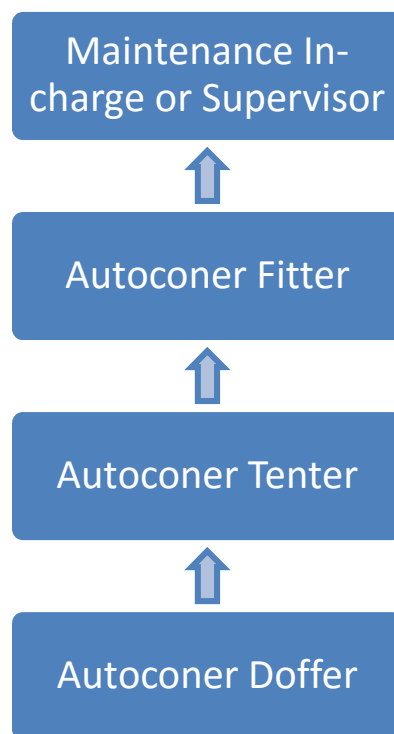 Maintenance In-
charge or Supervisor
Autoconer Fitter
Autoconer Tenter
Autoconer Doffer